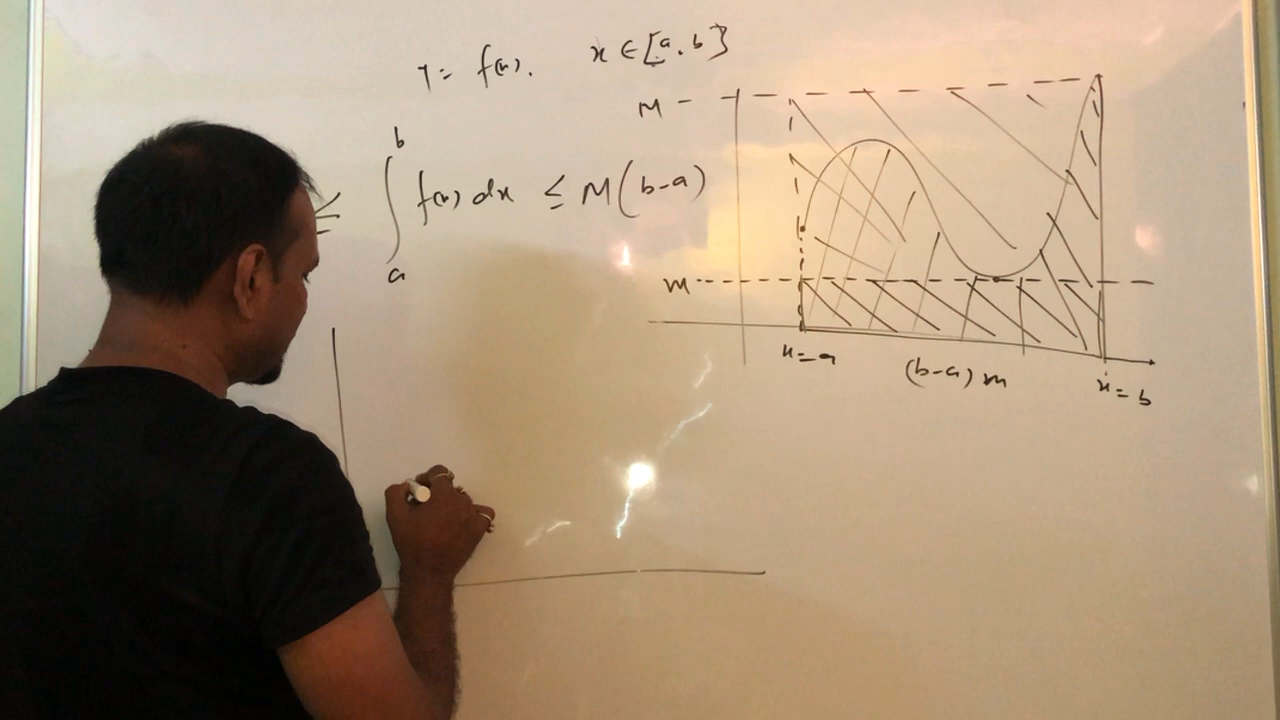 y = f(x). x ∈ [a, b]
M
b
≤ ∫ f(x) dx ≤ M(b-a)
a
m
x=a
(b-a) m
x=b